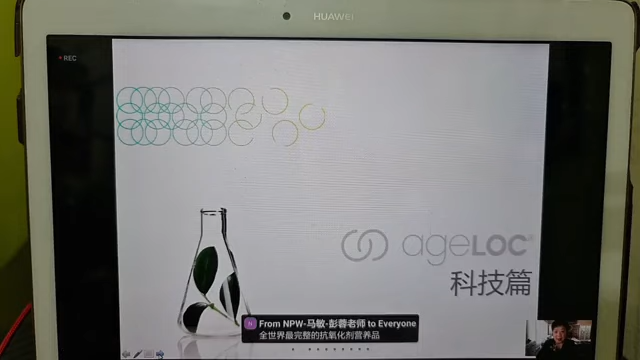 HUAWEI
REC
ageLOC
科技篇
From NPW-马敏-彭蓉老师 to Everyone
全世界最完整的抗氧化剂营养品